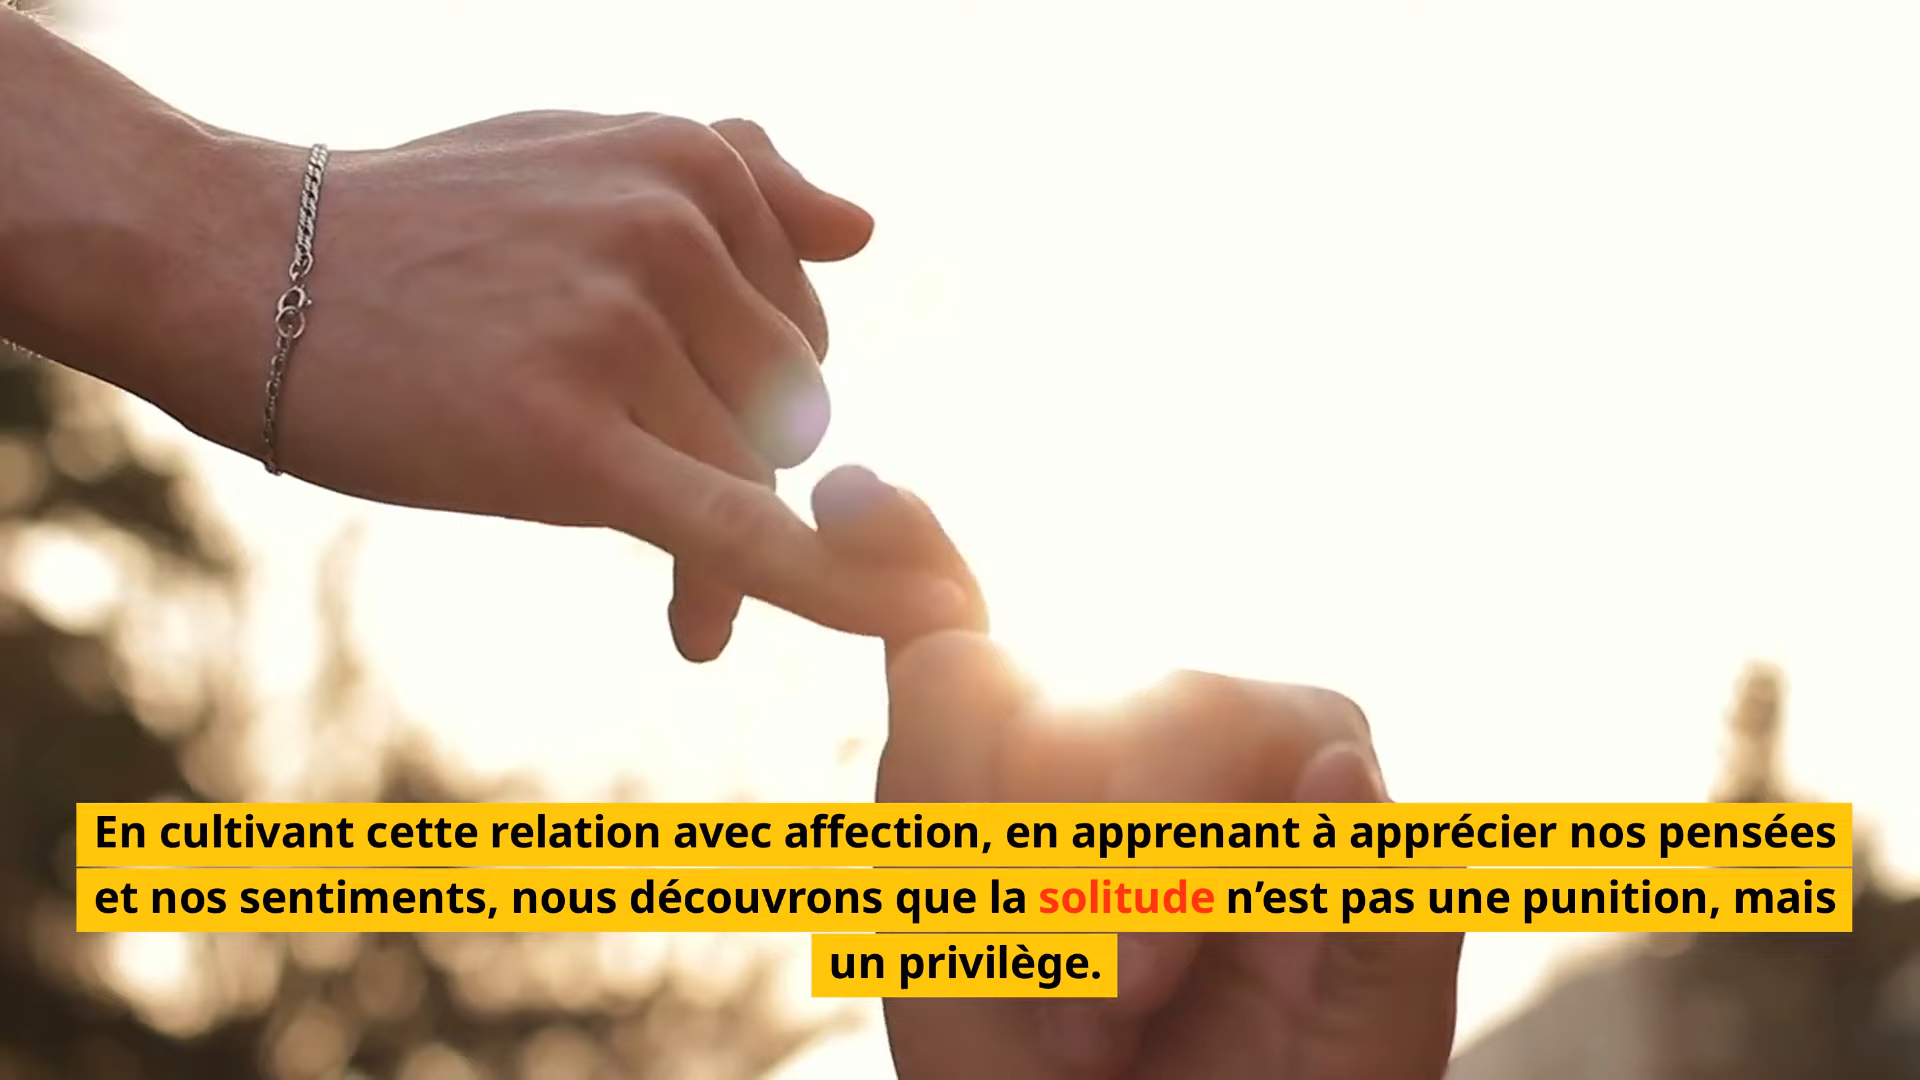 En cultivant cette relation avec affection, en apprenant à apprécier nos pensées
et nos sentiments, nous découvrons que la solitude n’est pas une punition, mais
un privilège.